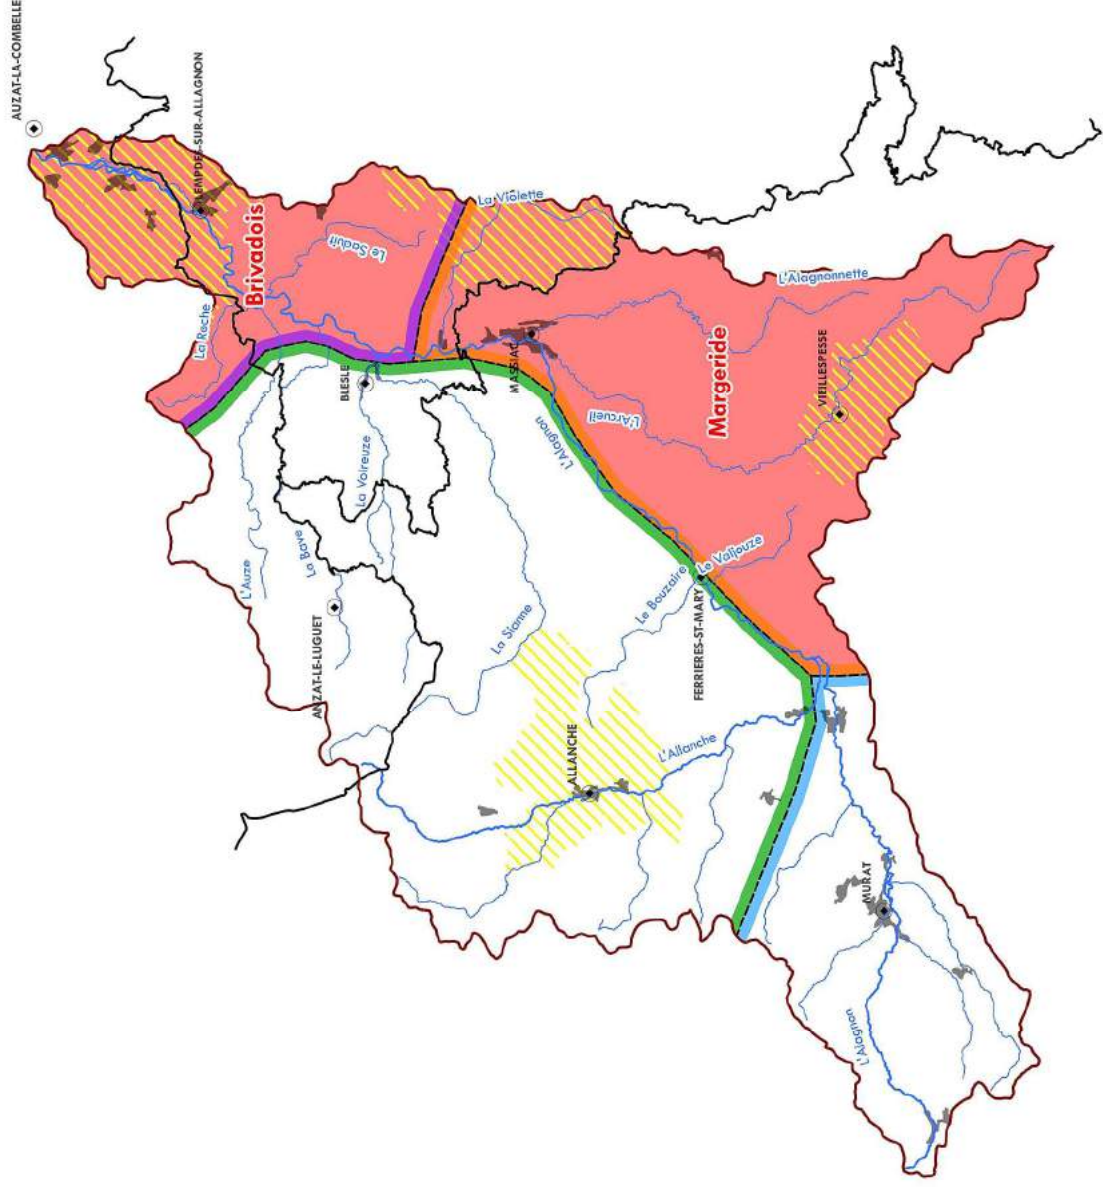 AUZAT-LA-COMBELLE
LEMPDES-SUR-ALLAGNON
Brivadois
La Roche
Le Saduit
La Violette
BLESLE
MASSIAC
L'Alagnonnette
Margeride
VIEILLESPESSE
L'Arcueil
L'Alagnon
La Voireuze
L'Auze
La Bave
ANZAT-LE-LUGUET
La Sianne
Le Bouzaire
Le Valjouze
FERRIERES-ST-MARY
ALLANCHE
L'Allanche
MURAT
L'Alagnon